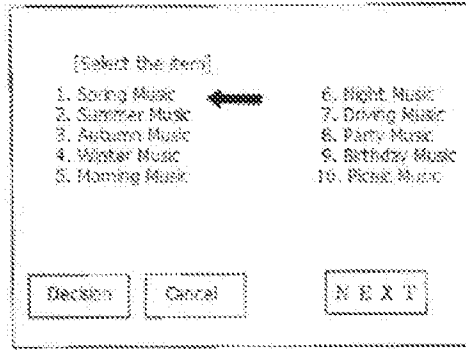 [Select the item]
1. Spring Music
2. Summer Music
3. Autumn Music
4. Winter Music
5. Morning Music
6. Night Music
7. Driving Music
8. Party Music
9. Birthday Music
10. Picnic Music
Decision
Cancel
N E X T